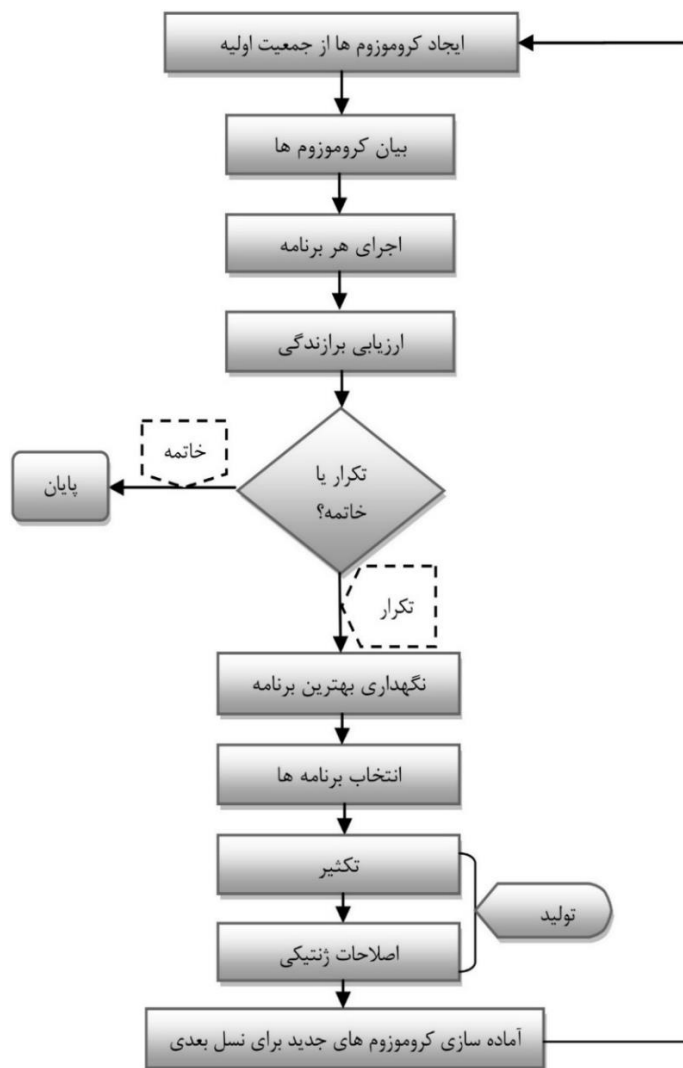 ایجاد کروموزوم ها از جمعیت اولیه
بیان کروموزوم ها
اجرای هر برنامه
ارزیابی برازندگی
خاتمه
پایان
تکرار یا
خاتمه؟
تکرار
نگهداری بهترین برنامه
انتخاب برنامه ها
تکثیر
تولید
اصلاحات ژنتیکی
آماده سازی کروموزوم های جدید برای نسل بعدی